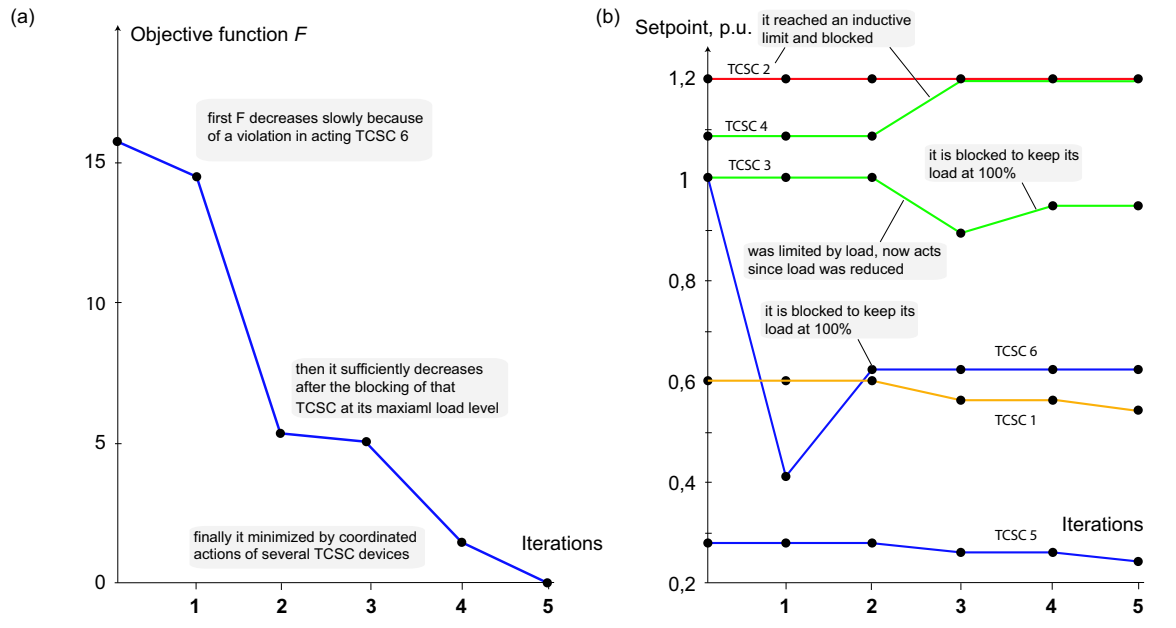 (a)
Objective function F
first F decreases slowly because
of a violation in acting TCSC 6
15
10
then it sufficiently decreases
after the blocking of that
TCSC at its maxiaml load level
5
finally it minimized by coordinated
actions of several TCSC devices
Iterations
0
1 2 3 4 5
(b)
Setpoint, p.u.
it reached an inductive
limit and blocked
1,2
TCSC 2
TCSC 4
TCSC 3
it is blocked to keep its
load at 100%
1
was limited by load, now acts
since load was reduced
0,8
it is blocked to keep its
load at 100%
TCSC 6
0,6
TCSC 1
0,4
Iterations
TCSC 5
0,2
1 2 3 4 5